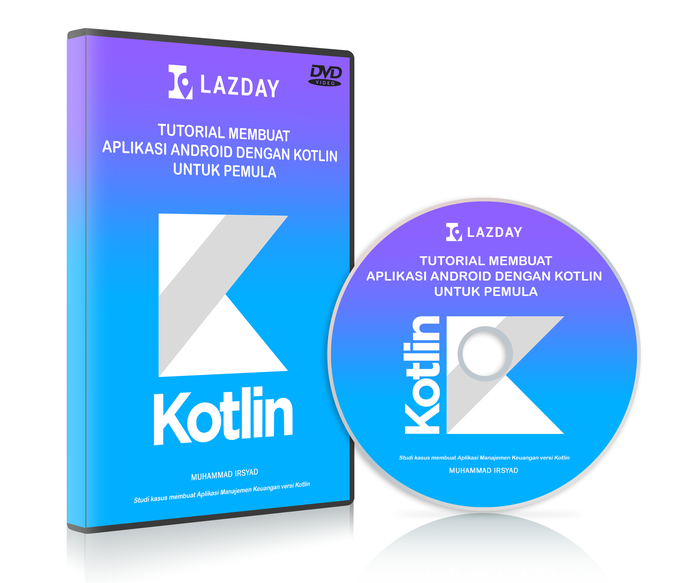 LAZDAY
DVD
VIDEO
TUTORIAL MEMBUAT
APLIKASI ANDROID DENGAN KOTLIN
UNTUK PEMULA
Kotlin
MUHAMMAD IRSYAD
Studi kasus membuat Aplikasi Manajemen Keuangan versi Kotlin
LAZDAY
TUTORIAL MEMBUAT
APLIKASI ANDROID DENGAN KOTLIN
UNTUK PEMULA
Kotlin
Studi kasus membuat Aplikasi Manajemen Keuangan versi Kotlin
MUHAMMAD IRSYAD